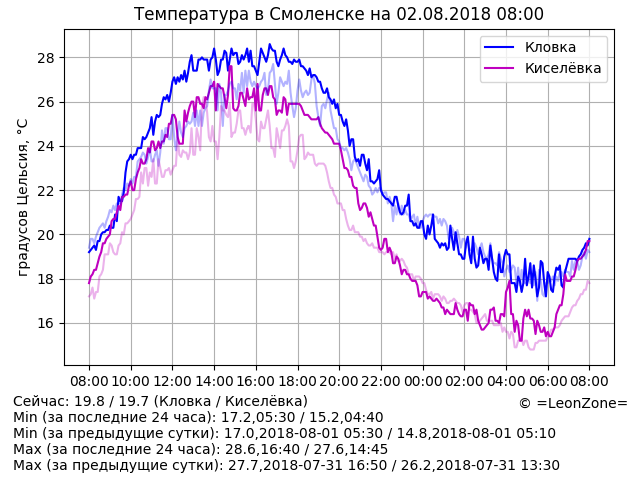 Температура в Смоленске на 02.08.2018 08:00
градусов Цельсия, °C
28
26
24
22
20
18
16
Кловка
Киселёвка
08:00 10:00 12:00 14:00 16:00 18:00 20:00 22:00 00:00 02:00 04:00 06:00 08:00
Сейчас: 19.8 / 19.7 (Кловка / Киселёвка)
© =LeonZone=
Min (за последние 24 часа): 17.2,05:30 / 15.2,04:40
Min (за предыдущие сутки): 17.0,2018-08-01 05:30 / 14.8,2018-08-01 05:10
Max (за последние 24 часа): 28.6,16:40 / 27.6,14:45
Max (за предыдущие сутки): 27.7,2018-07-31 16:50 / 26.2,2018-07-31 13:30